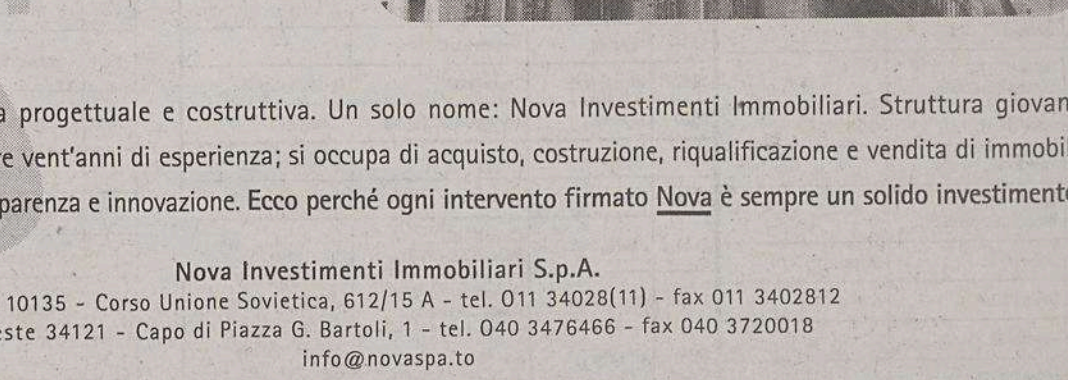 progettuale e costruttiva. Un solo nome: Nova Investimenti Immobiliari. Struttura giovan
vent'anni di esperienza; si occupa di acquisto, costruzione, riqualificazione e vendita di immobi
parenza e innovazione. Ecco perché ogni intervento firmato Nova è sempre un solido investimento
Nova Investimenti Immobiliari S.p.A.
10135 - Corso Unione Sovietica, 612/15 A - tel. 011 34028(11) - fax 011 3402812
ste 34121 - Capo di Piazza G. Bartoli, 1 - tel. 040 3476466 - fax 040 3720018
info@novaspa.to